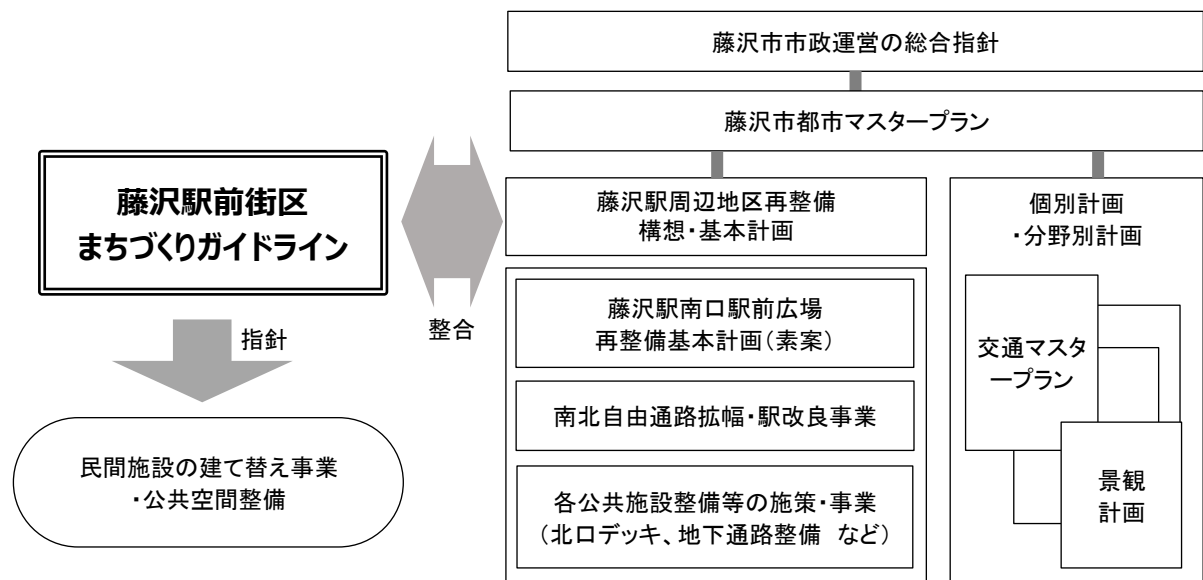 藤沢市市政運営の総合指針
藤沢市都市マスタープラン
藤沢駅前街区
まちづくりガイドライン
整合
指針
民間施設の建て替え事業
・公共空間整備
藤沢駅周辺地区再整備
構想・基本計画
藤沢駅南口駅前広場
再整備基本計画(素案)
南北自由通路拡幅・駅改良事業
各公共施設整備等の施策・事業
(北口デッキ、地下通路整備 など)
個別計画
・分野別計画
交通マスタ
ープラン
景観
計画